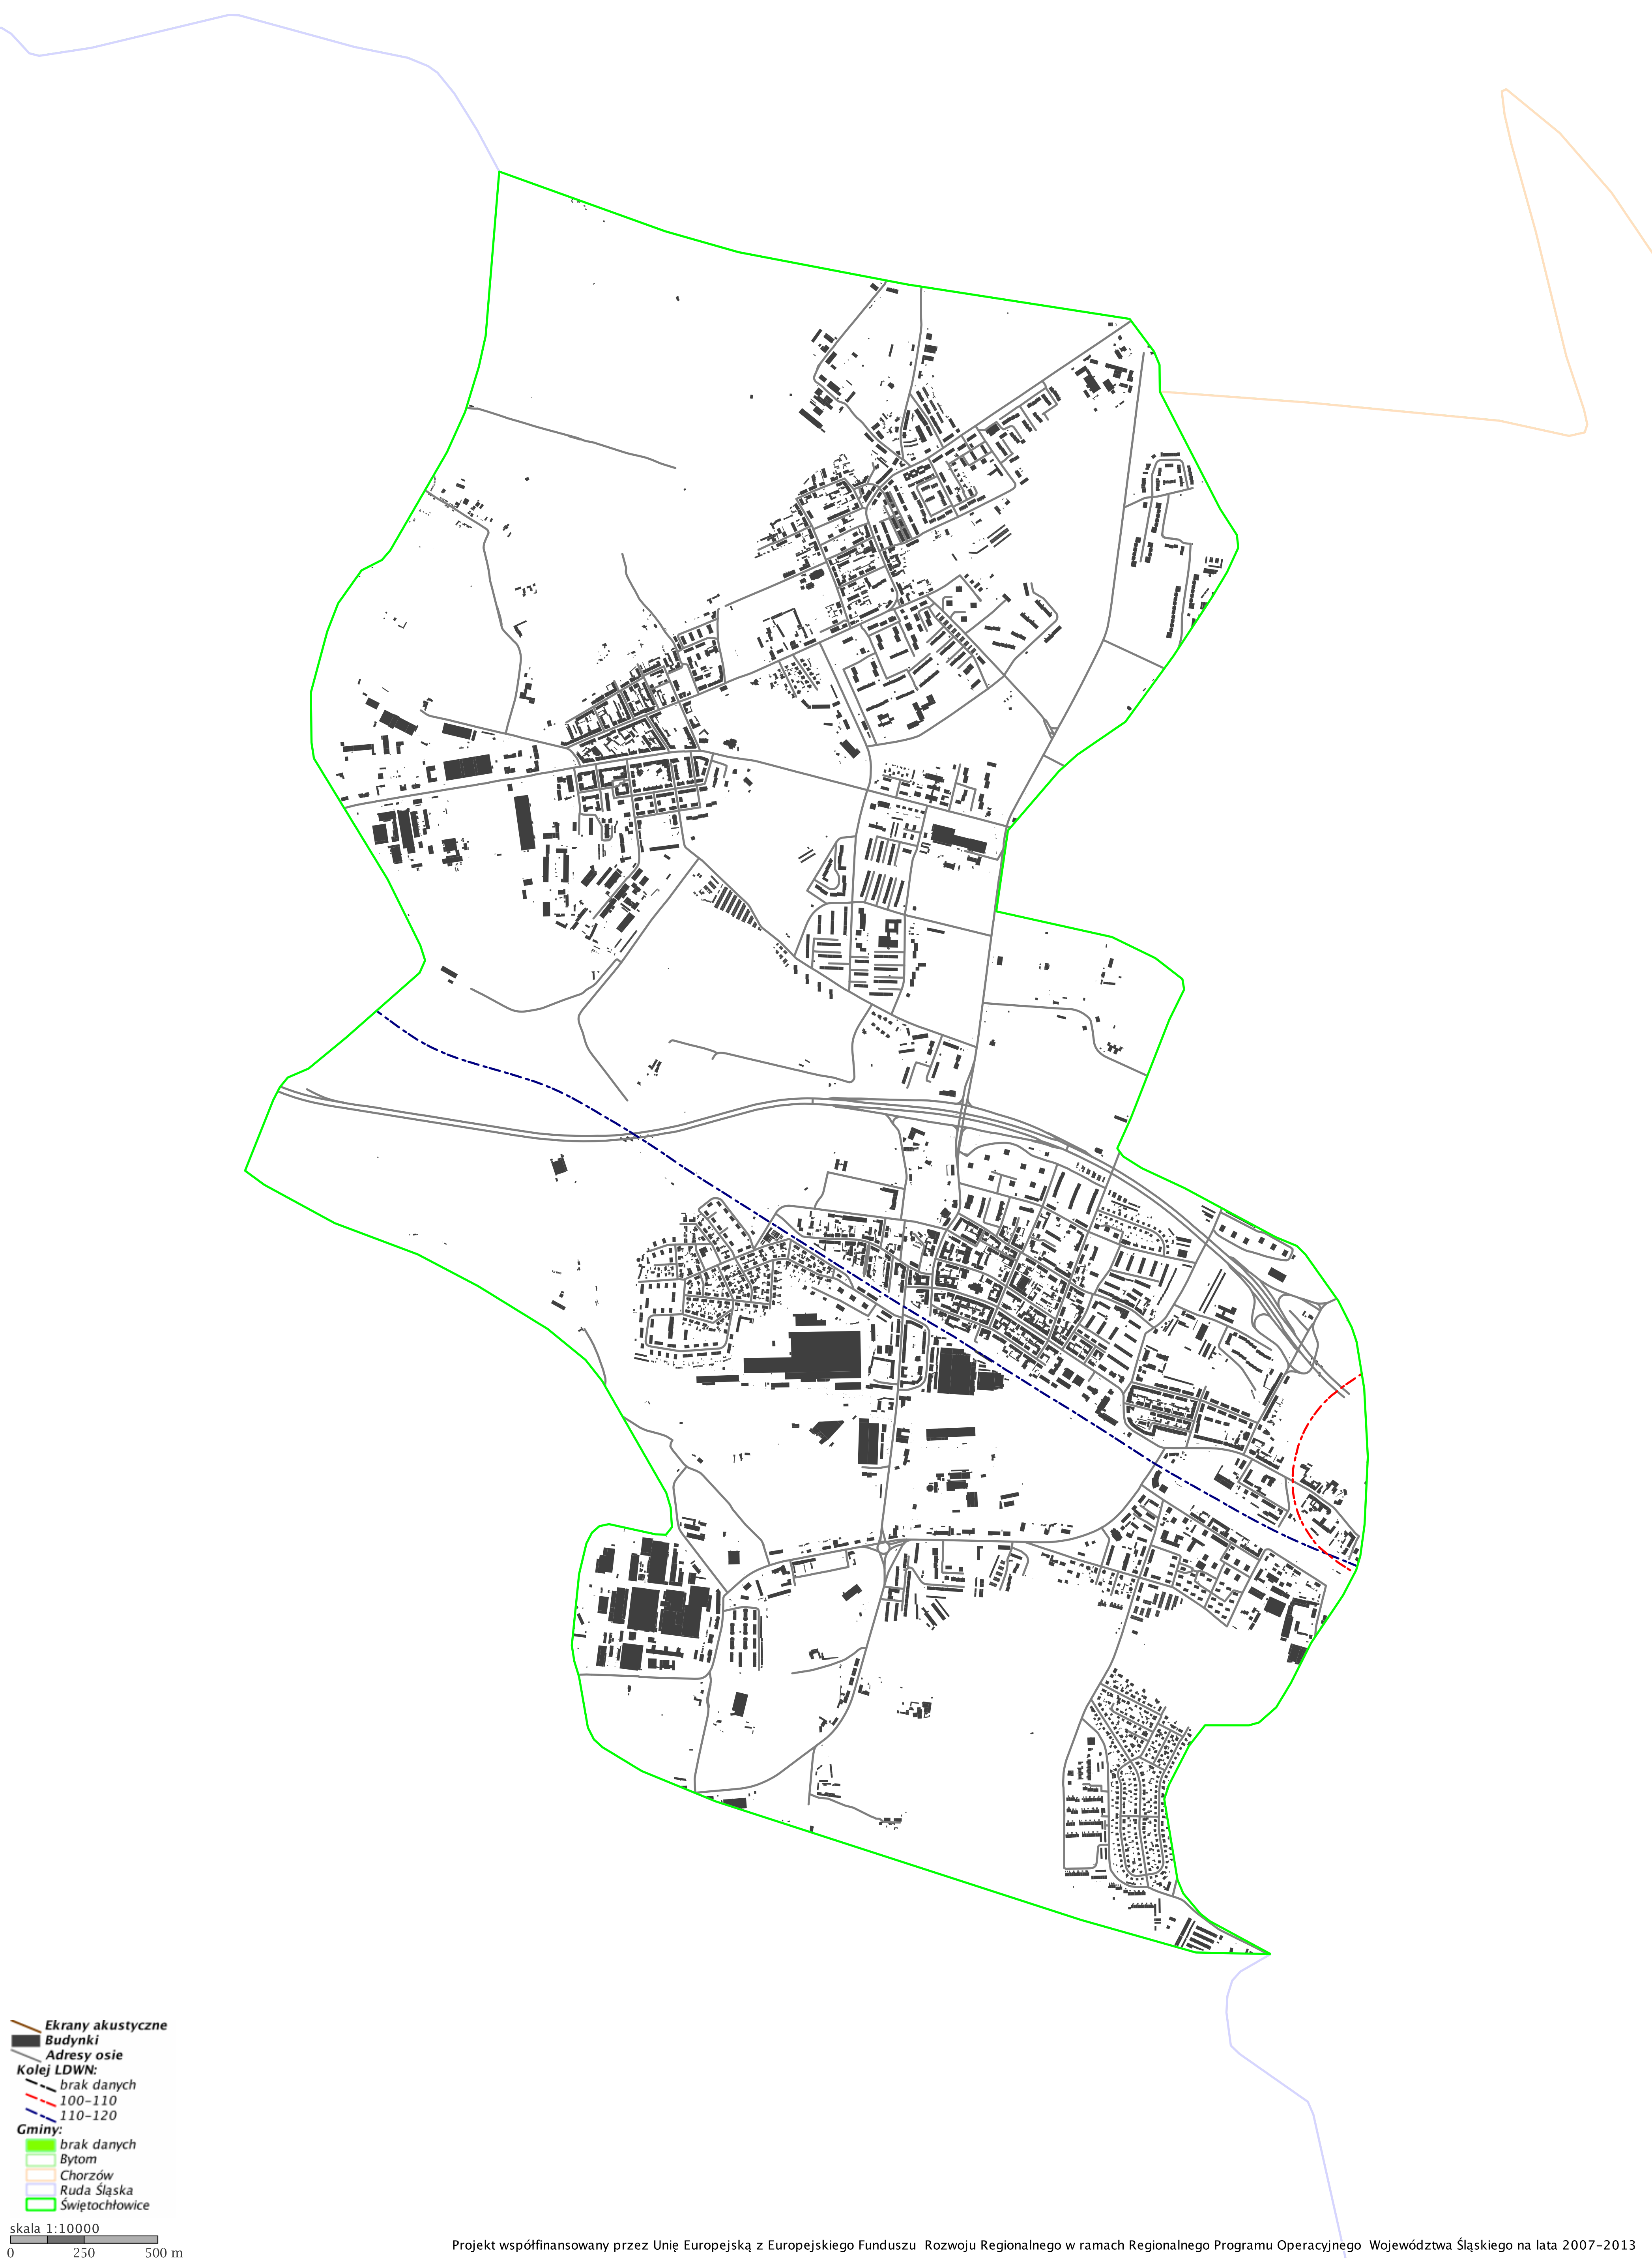 Ekrany akustyczne
Budynki
Adresy osie
Kolej LDWN:
brak danych
100-110
110-120
Gminy:
brak danych
Bytom
Chorzów
Ruda Śląska
Świętochłowice
skala 1:10000
0 250 500 m
Projekt współfinansowany przez Unię Europejską z Europejskiego Funduszu Rozwoju Regionalnego w ramach Regionalnego Programu Operacyjnego Województwa Śląskiego na lata 2007-2013